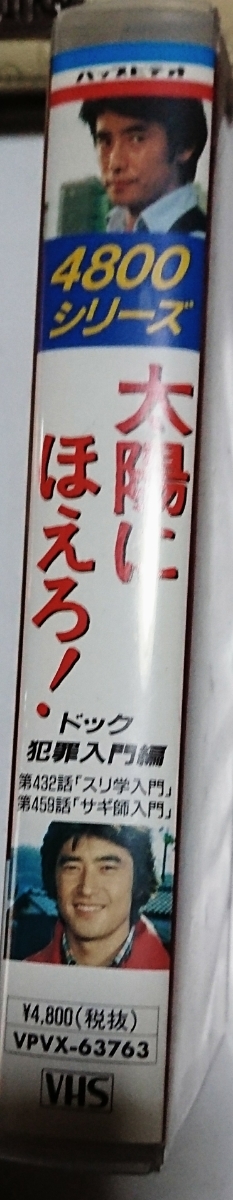 バップビデオ
4800
シリーズ
太陽に
ほえろ!
ドック
犯罪入門編
第432話「スリ学入門」
第459話「サギ師入門」
¥4,800(税抜)
VPVX-63763
VHS